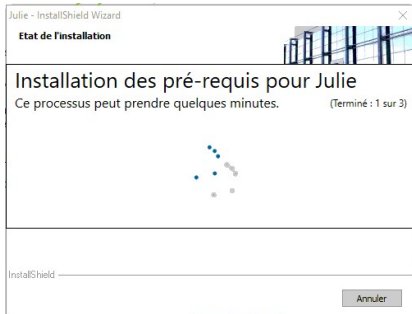 Julie - InstallShield Wizard
Etat de l'installation
Installation des pré-requis pour Julie
Ce processus peut prendre quelques minutes.
(Terminé : 1 sur 3)
InstallShield
Annuler